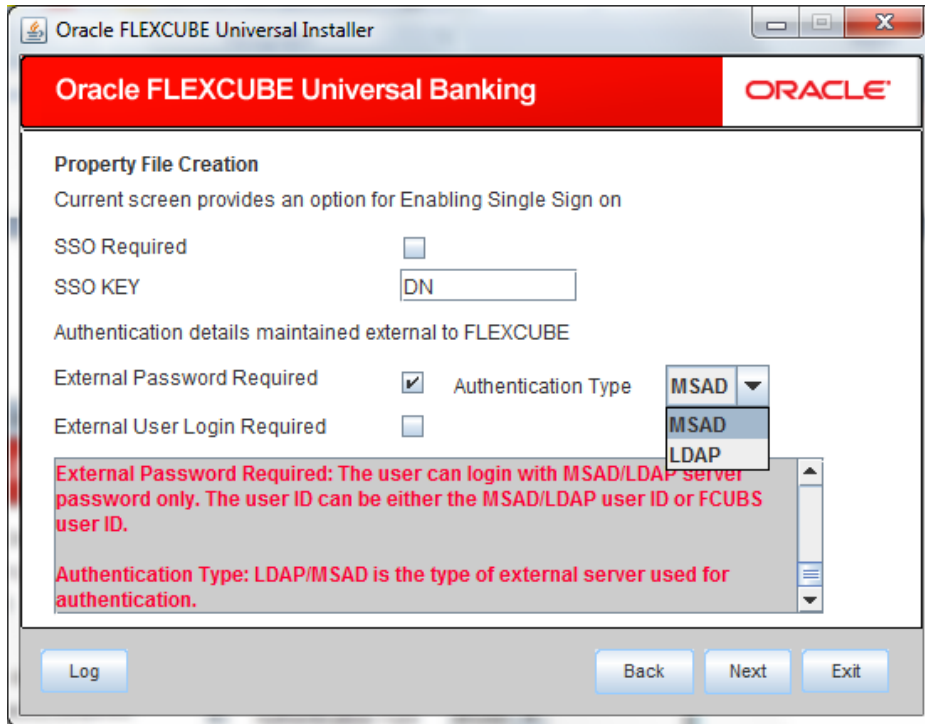 Oracle FLEXCUBE Universal Installer
Oracle FLEXCUBE Universal Banking
ORACLE
Property File Creation
Current screen provides an option for Enabling Single Sign on
SSO Required
SSO KEY DN
Authentication details maintained external to FLEXCUBE
External Password Required Authentication Type MSAD
MSAD
External User Login Required
LDAP
External Password Required: The user can login with MSAD/LDAP server
password only. The user ID can be either the MSAD/LDAP user ID or FCUBS
user ID.
Authentication Type: LDAP/MSAD is the type of external server used for
authentication.
Log Back Next Exit